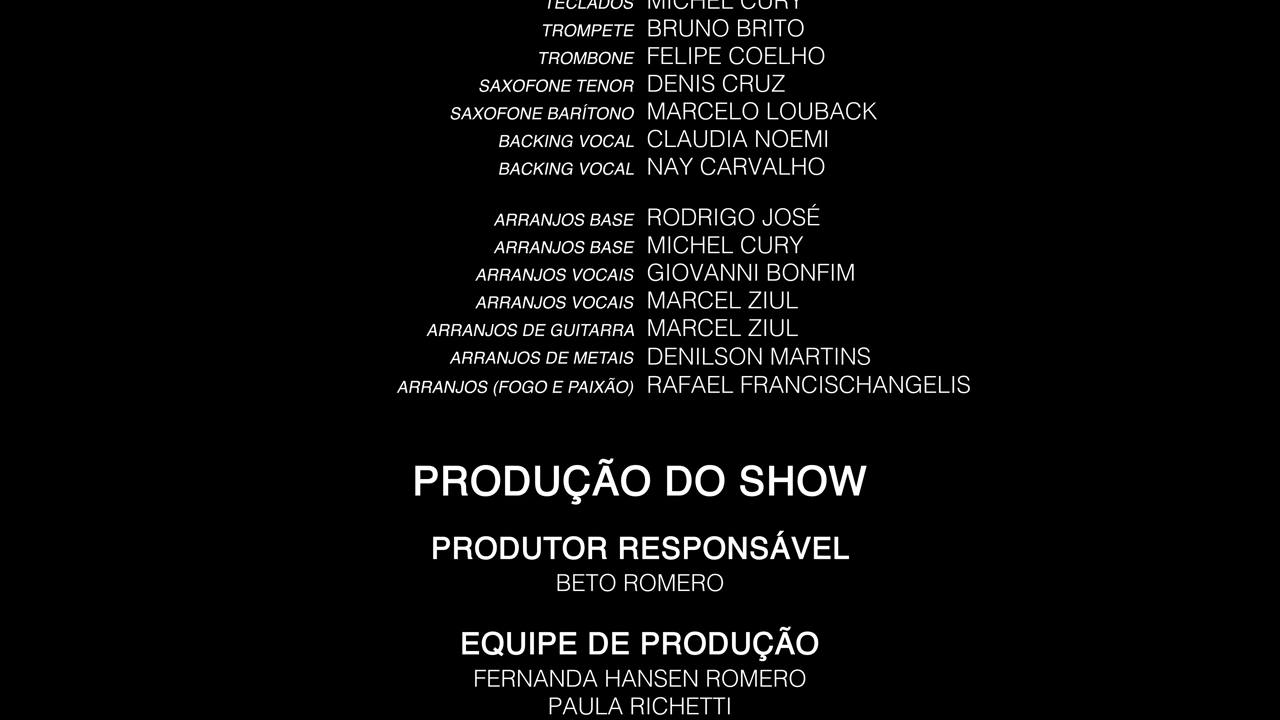 TECLADOS MICHEL CURY
TROMPETE BRUNO BRITO
TROMBONE FELIPE COELHO
SAXOFONE TENOR DENIS CRUZ
SAXOFONE BARÍTONO MARCELO LOUBACK
BACKING VOCAL CLAUDIA NOEMI
BACKING VOCAL NAY CARVALHO
ARRANJOS BASE RODRIGO JOSÉ
ARRANJOS BASE MICHEL CURY
ARRANJOS VOCAIS GIOVANNI BONFIM
ARRANJOS VOCAIS MARCEL ZIUL
ARRANJOS DE GUITARRA MARCEL ZIUL
ARRANJOS DE METAIS DENILSON MARTINS
ARRANJOS (FOGO E PAIXÃO) RAFAEL FRANCISCHANGELIS
PRODUÇÃO DO SHOW
PRODUTOR RESPONSÁVEL
BETO ROMERO
EQUIPE DE PRODUÇÃO
FERNANDA HANSEN ROMERO
PAULA RICHETTI